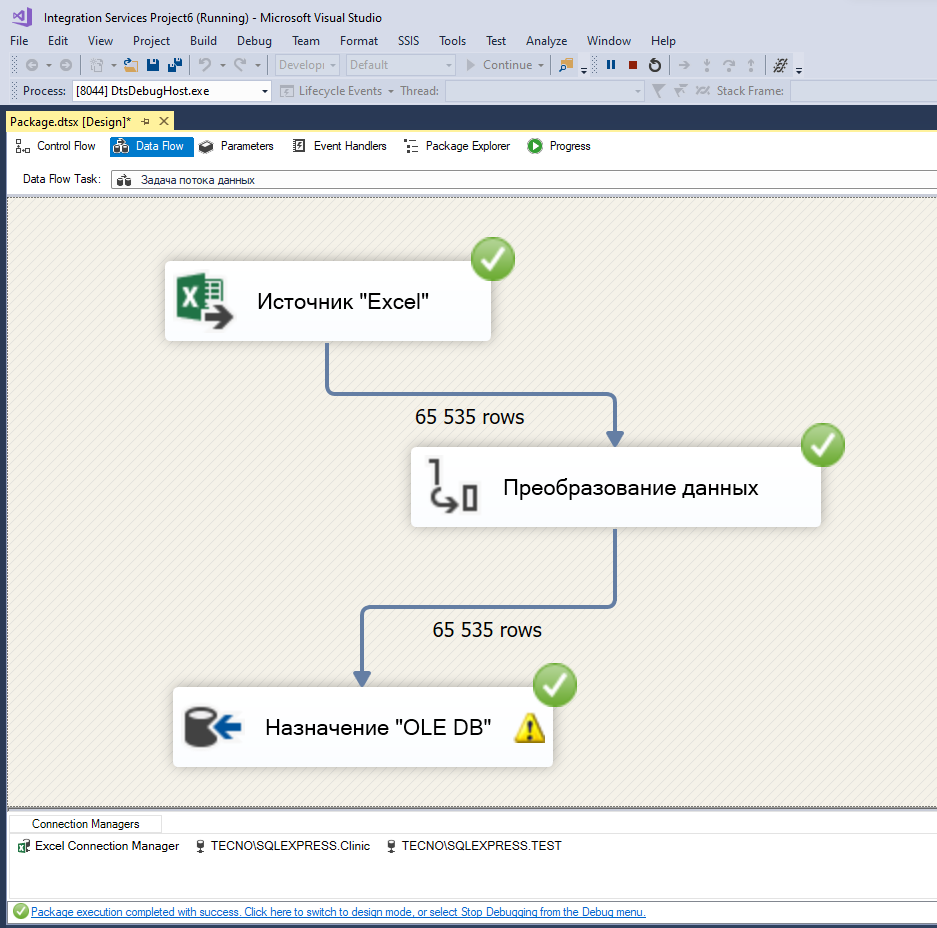 Integration Services Project6 (Running) - Microsoft Visual Studio
File Edit View Project Build Debug Team Format SSIS Tools Test Analyze Window Help
Develop Default Continue
Process: [8044] DtsDebugHost.exe Lifecycle Events Thread: Stack Frame:
Package.dtsx [Design]*
Control Flow Data Flow Parameters Event Handlers Package Explorer Progress
Data Flow Task: Задача потока данных
Источник "Excel"
65 535 rows
Преобразование данных
65 535 rows
Назначение "OLE DB"
Connection Managers
Excel Connection Manager TECNO\SQLEXPRESS.Clinic TECNO\SQLEXPRESS.TEST
Package execution completed with success. Click here to switch to design mode, or select Stop Debugging from the Debug menu.